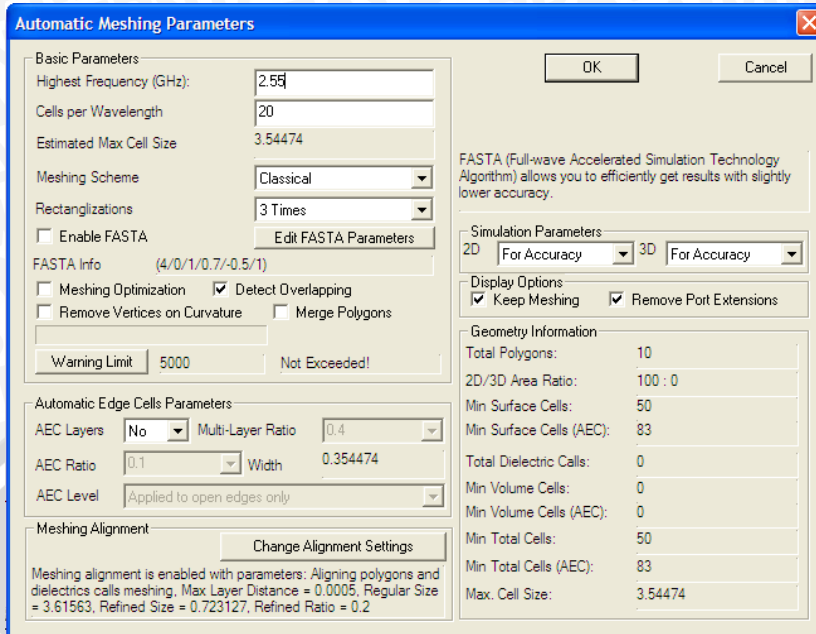 Automatic Meshing Parameters
Basic Parameters
Highest Frequency (GHz): 2.55
Cells per Wavelength 20
Estimated Max Cell Size 3.54474
Meshing Scheme Classical
Rectanglizations 3 Times
Enable FASTA Edit FASTA Parameters
FASTA Info (4/0/1/0.7/-0.5/1)
Meshing Optimization Detect Overlapping
Remove Vertices on Curvature Merge Polygons
Warning Limit 5000 Not Exceeded!
Automatic Edge Cells Parameters
AEC Layers No Multi-Layer Ratio 0.4
AEC Ratio 0.1 Width 0.354474
AEC Level Applied to open edges only
Meshing Alignment
Change Alignment Settings
Meshing alignment is enabled with parameters: Aligning polygons and
dielectrics calls meshing, Max Layer Distance = 0.0005, Regular Size
= 3.61563, Refined Size = 0.723127, Refined Ratio = 0.2
OK Cancel
FASTA (Full-wave Accelerated Simulation Technology
Algorithm) allows you to efficiently get results with slightly
lower accuracy.
Simulation Parameters
2D For Accuracy 3D For Accuracy
Display Options
Keep Meshing Remove Port Extensions
Geometry Information
Total Polygons: 10
2D/3D Area Ratio: 100 : 0
Min Surface Cells: 50
Min Surface Cells (AEC): 83
Total Dielectric Calls: 0
Min Volume Cells: 0
Min Volume Cells (AEC): 0
Min Total Cells: 50
Min Total Cells (AEC): 83
Max. Cell Size: 3.54474